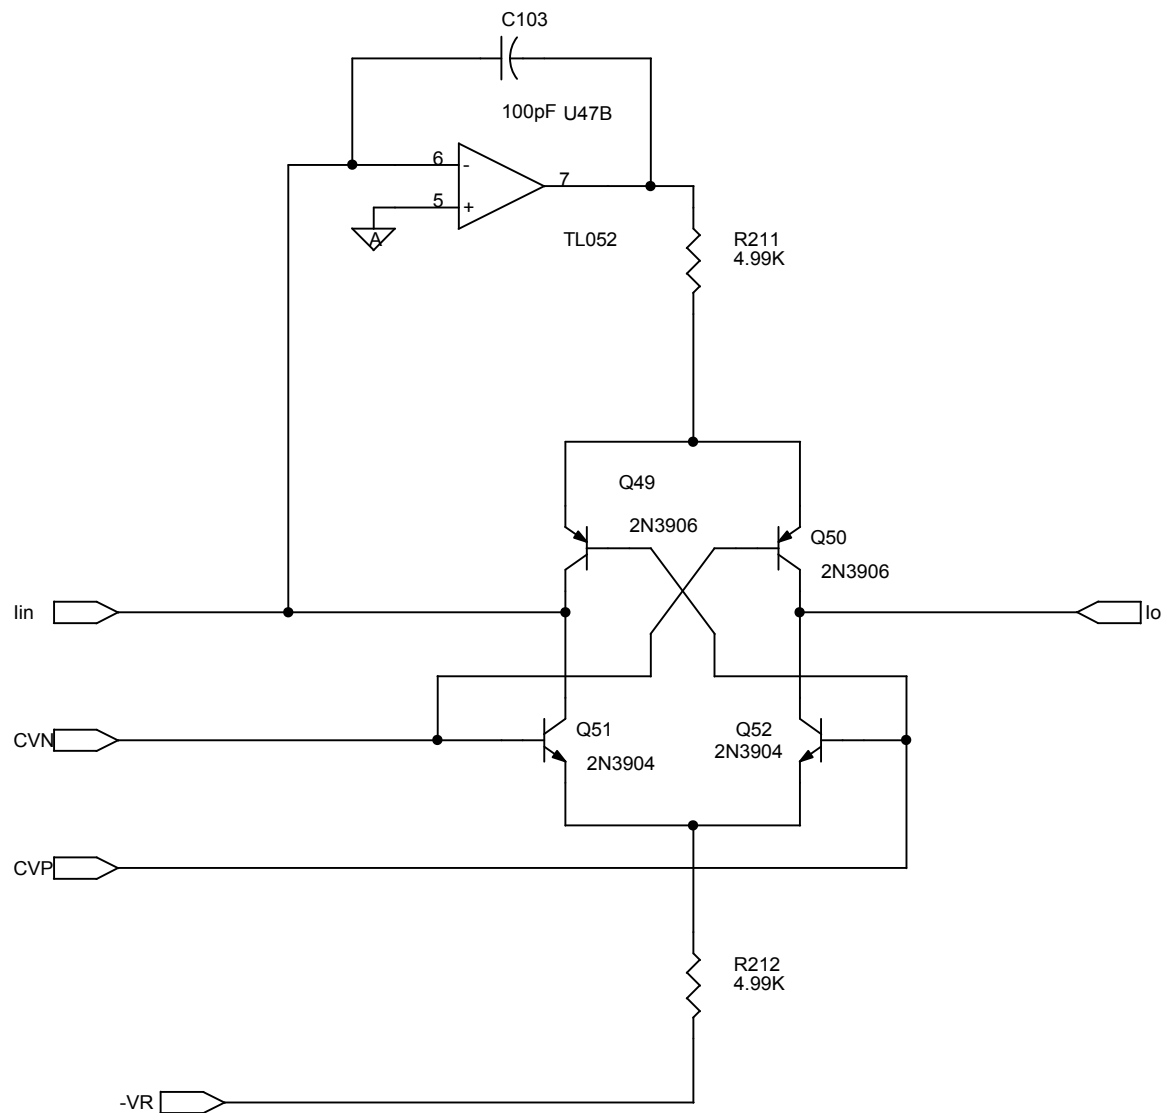 C103
100pF
U47B
6
-
7
5
+
A
TL052
R211
4.99K
Q49
2N3906
Q50
2N3906
Iin
Io
Q51
Q52
CVN
2N3904
2N3904
CVP
R212
4.99K
-VR